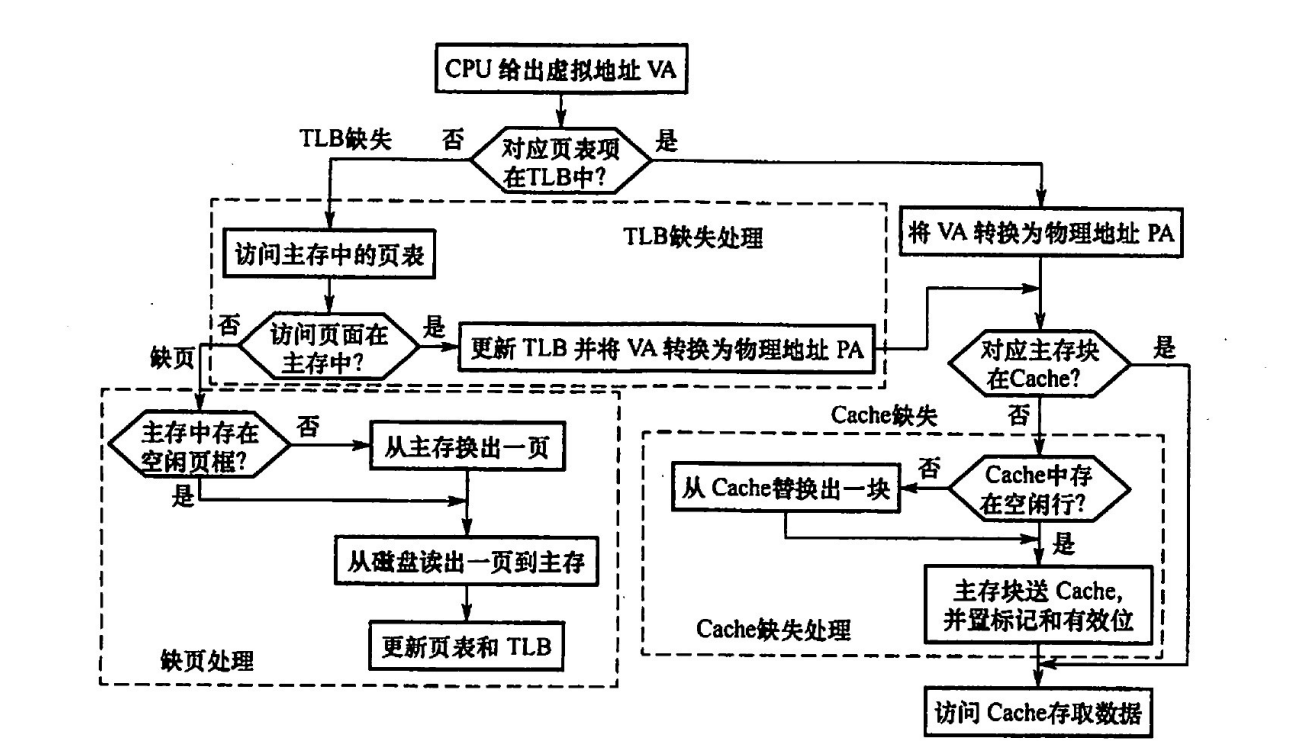 CPU 给出虚拟地址 VA
TLB缺失
否
对应页表项
在TLB中?
是
访问主存中的页表
TLB缺失处理
将 VA 转换为物理地址 PA
否
访问页面在
主存中?
是
更新 TLB 并将 VA 转换为物理地址 PA
缺页
对应主存块
在Cache?
是
主存中存在
空闲页框?
否
从主存换出一页
是
Cache缺失
否
从 Cache替换出一块
否
Cache中存
在空闲行?
是
从磁盘读出一页到主存
主存块送 Cache,
并置标记和有效位
更新页表和 TLB
缺页处理
Cache缺失处理
访问 Cache存取数据